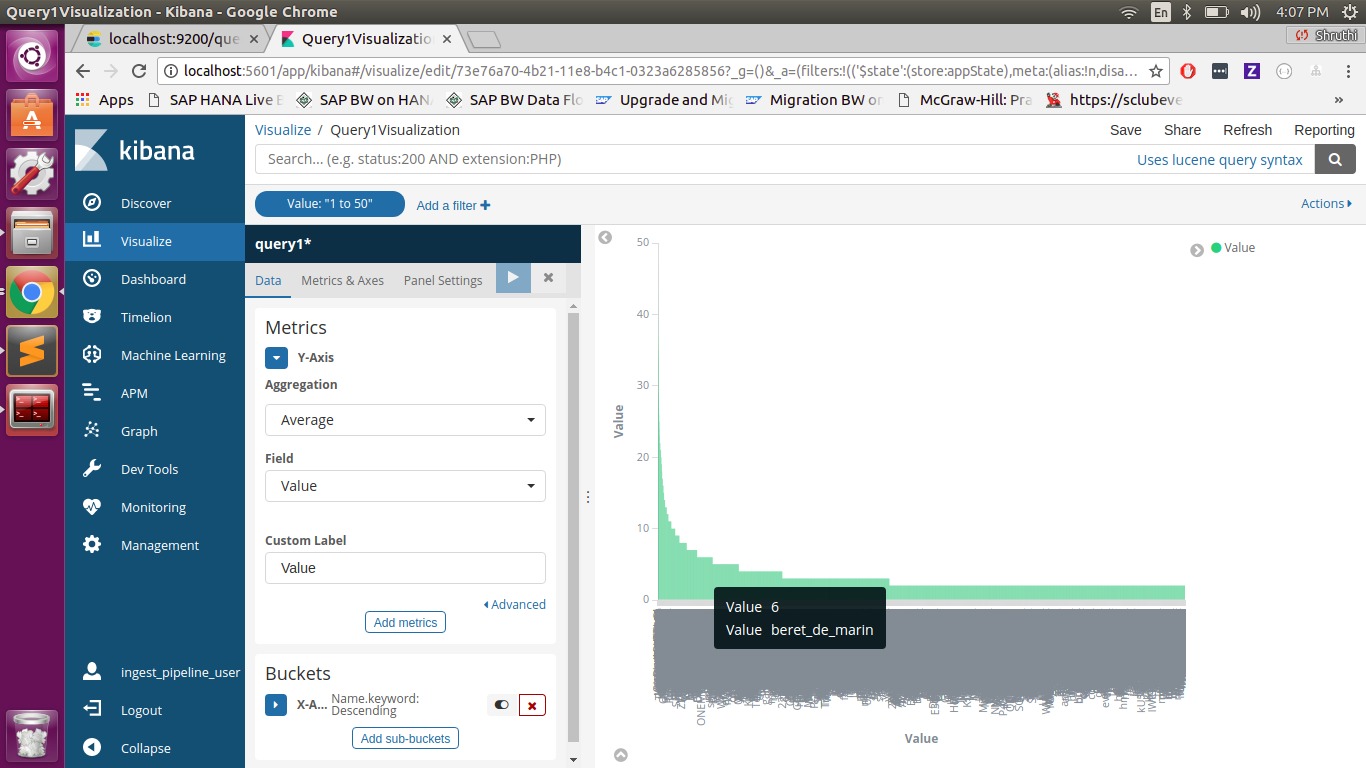 Query1Visualization - Kibana - Google Chrome
En
4:07 PM
localhost:9200/que
Query1Visualizatio
Shruthi
localhost:5601/app/kibana#/visualize/edit/73e76a70-4b21-11e8-b4c1-0323a6285856?_g=()&_a=(filters:!(('$state':(store:appState),meta:(alias:!n,disa...
Apps
SAP HANA Live
SAP BW on HAN
SAP BW Data Flo
Upgrade and Mig
Migration BW or
McGraw-Hill: Pra
https://sclubeve
»
kibana
Discover
Visualize
Dashboard
Timelion
Machine Learning
APM
Graph
Dev Tools
Monitoring
Management
ingest_pipeline_user
Logout
Collapse
Visualize / Query1Visualization
Save
Share
Refresh
Reporting
Search... (e.g. status:200 AND extension:PHP)
Uses lucene query syntax
Value: "1 to 50"
Add a filter +
Actions
query1*
Data
Metrics & Axes
Panel Settings
Metrics
Y-Axis
Aggregation
Average
Field
Value
Custom Label
Value
Advanced
Add metrics
Buckets
X-A...
Name.keyword:
Descending
Add sub-buckets
50
40
30
20
10
0
Value
Value 6
Value beret_de_marin
Value
Value